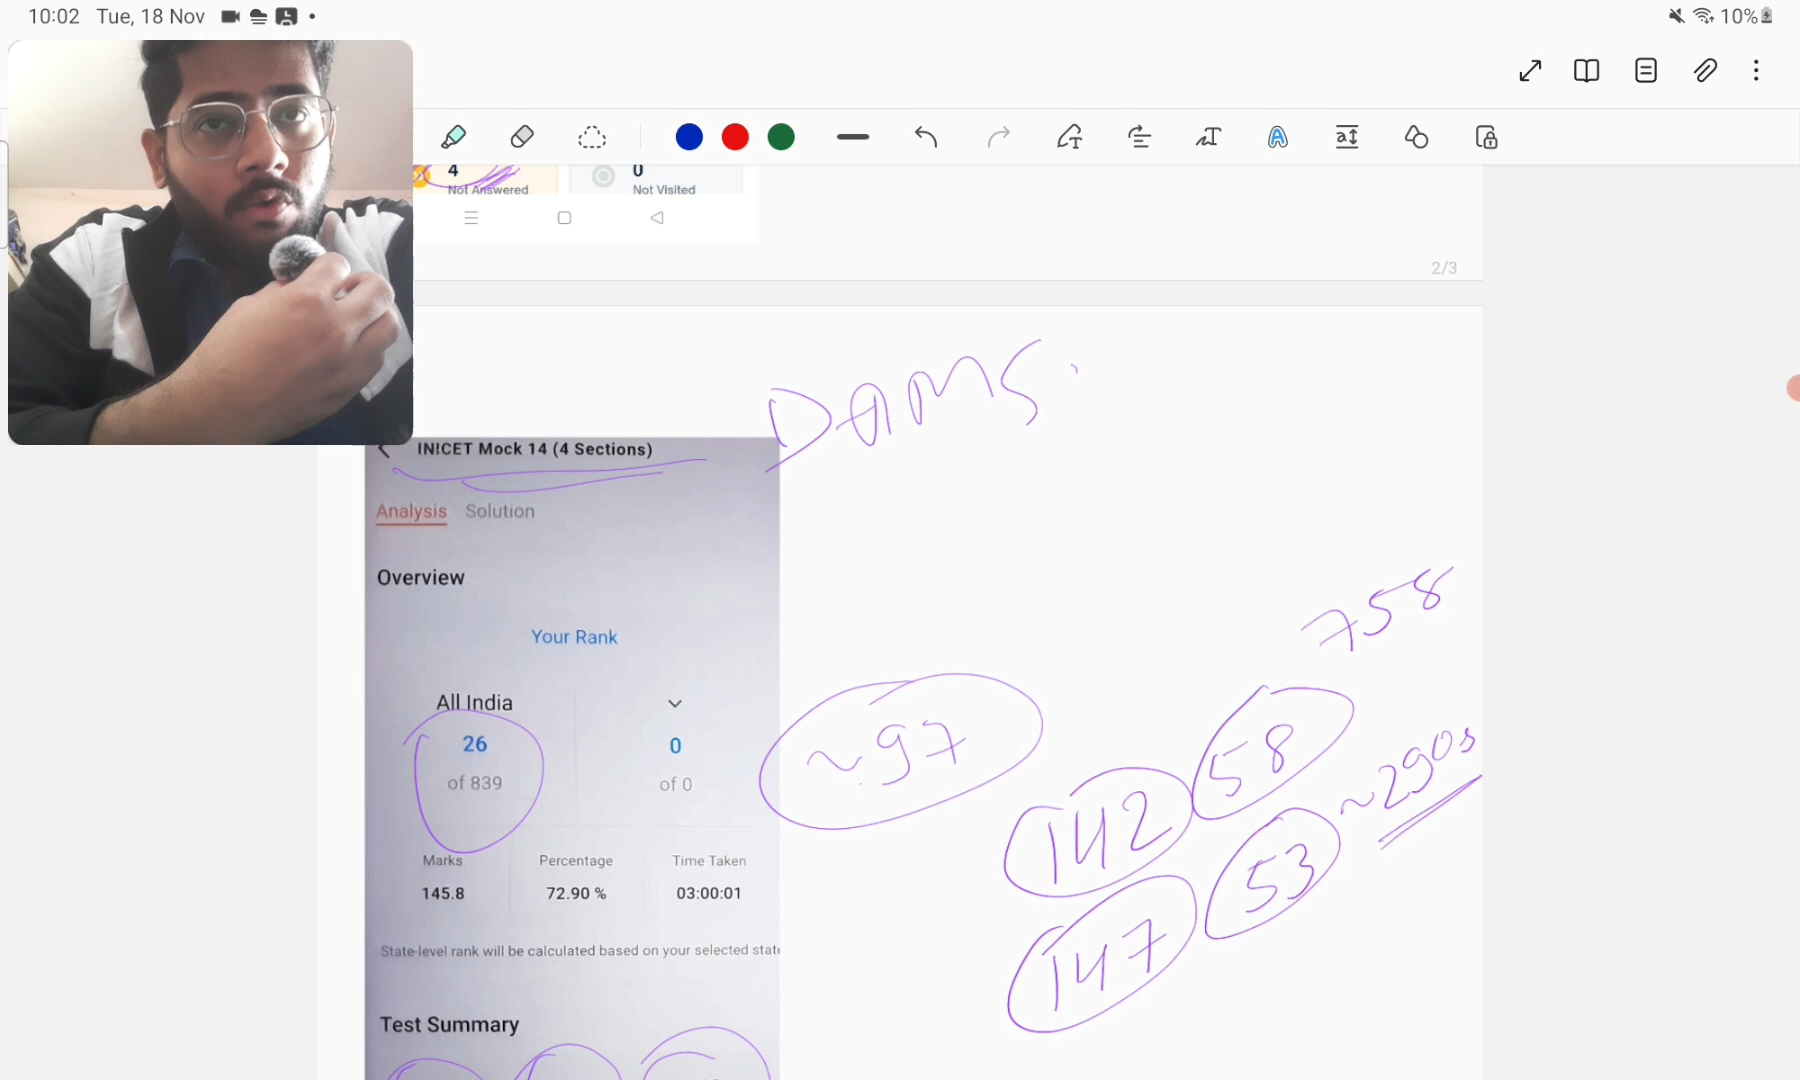 10:02 Tue, 18 Nov
10%
4
Not Answered
0
Not Visited
2/3
DAMS.
INICET Mock 14 (4 Sections)
Analysis Solution
Overview
Your Rank
All India
26
of 839
0
of 0
Marks
145.8
Percentage
72.90 %
Time Taken
03:00:01
State-level rank will be calculated based on your selected state
Test Summary
~97
758
142 58
~290s
147 53